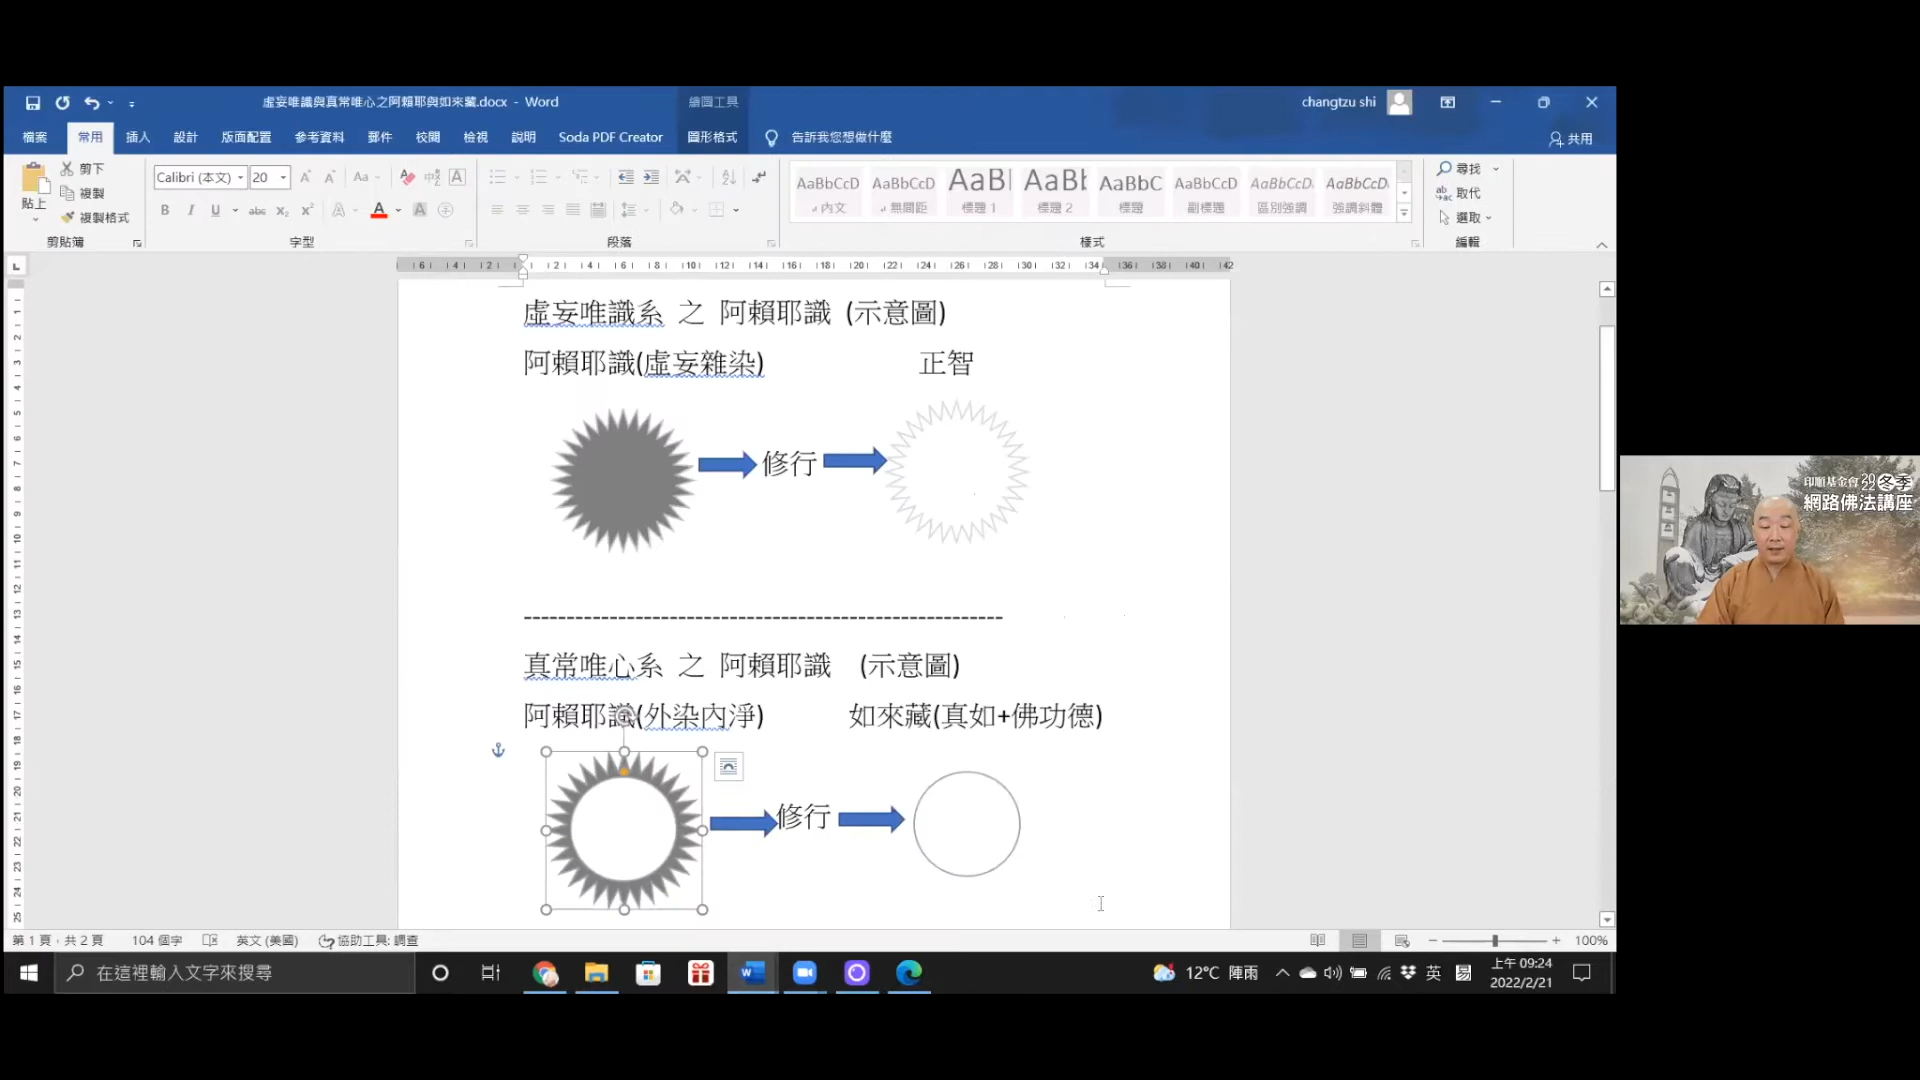 虛妄唯識與真常唯心之阿賴耶與如來藏.docx - Word
繪圖工具
changtzu shi
檔案 常用 插入 設計 版面配置 參考資料 郵件 校閱 檢視 說明 Soda PDF Creator 圖形格式 告訴我您想做什麼 共用
貼上
剪下
複製
複製格式
剪貼簿
Calibri (本文) 20
字型
段落
AaBbCcD AaBbCcD AaBl AaBb AaBbC AaBbCcD AaBbCcD AaBbCcD
內文 無間距 標題 1 標題 2 標題 副標題 區別強調 強調斜體
樣式
尋找
取代
選取
編輯
虛妄唯識系 之 阿賴耶識 (示意圖)
阿賴耶識(虛妄雜染) 正智
修行
--------------------------------------------------------
真常唯心系 之 阿賴耶識 (示意圖)
阿賴耶識(外染內淨) 如來藏(真如+佛功德)
修行
印順基金會 2022 冬季
網路佛法講座
第 1 頁，共 2 頁 104 個字 英文 (美國) 協助工具: 調查 100%
在這裡輸入文字來搜尋
12°C 陣雨
英
上午 09:24
2022/2/21